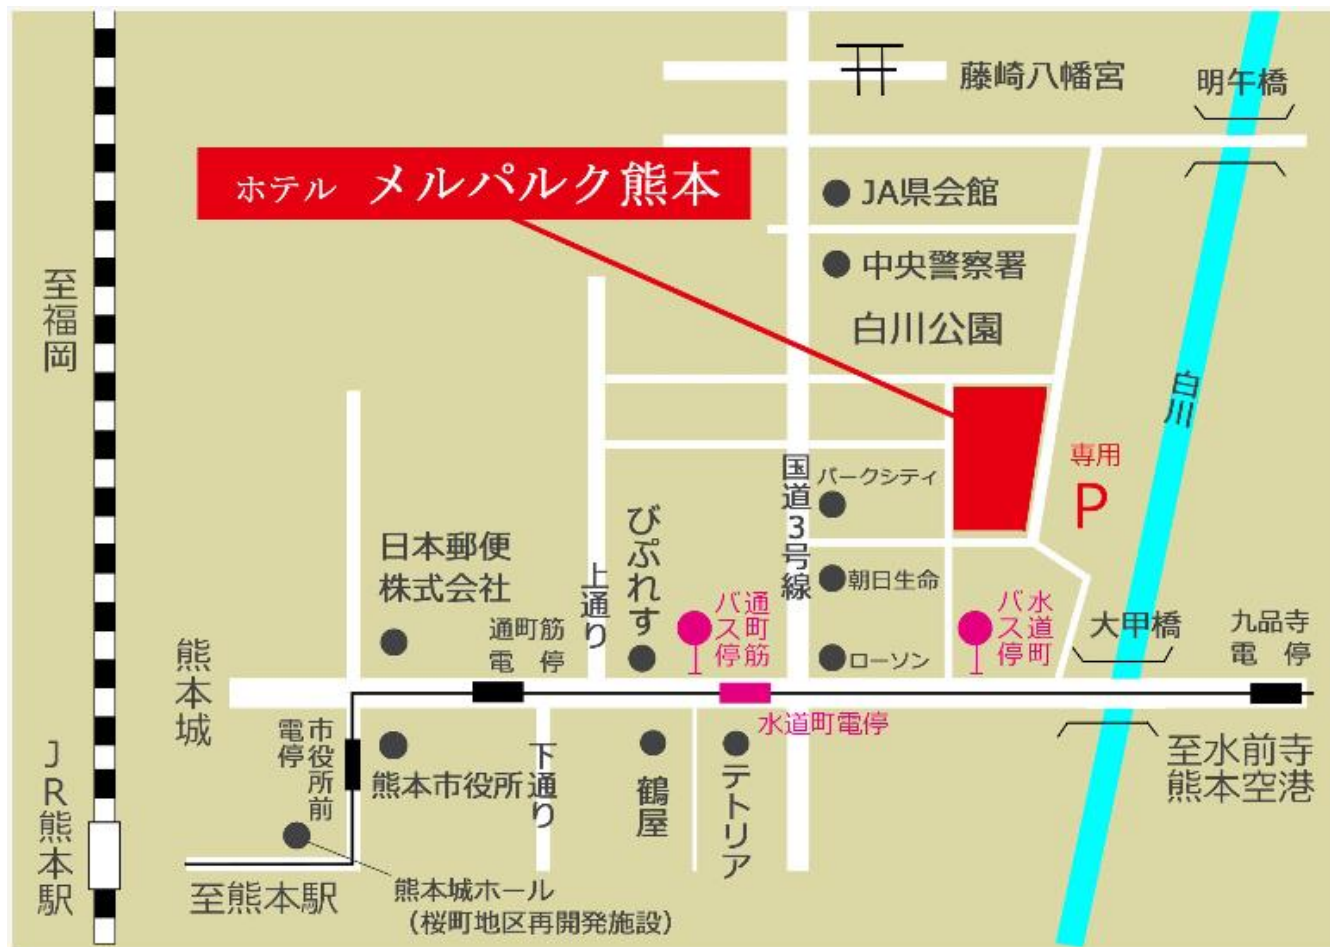 藤崎八幡宮
明午橋
ホテル メルパルク熊本
JA県会館
中央警察署
白川公園
至福岡
白川
専用
P
パークシティ
国道3号線
びぷれす
上通り
日本郵便
株式会社
朝日生命
通町筋
バス停
水道町
バス停
通町筋
電停
大甲橋
九品寺
電停
ローソン
熊本城
市役所前
電停
水道町電停
熊本市役所
下通り
鶴屋
テトリア
至水前寺
熊本空港
JR熊本駅
至熊本駅
熊本城ホール
(桜町地区再開発施設)